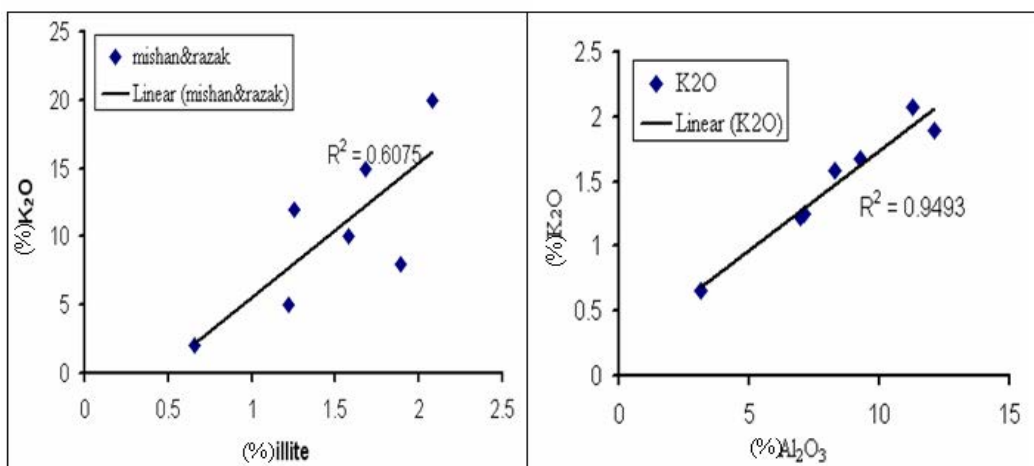 25
20
15
10
5
0
0 0.5 1 1.5 2 2.5
(%)K₂O
(%)illite
mishan&razak
Linear (mishan&razak)
R² = 0.6075
2.5
2
1.5
1
0.5
0
0 5 10 15
(%)K₂O
(%)Al₂O₃
K2O
Linear (K2O)
R² = 0.9493